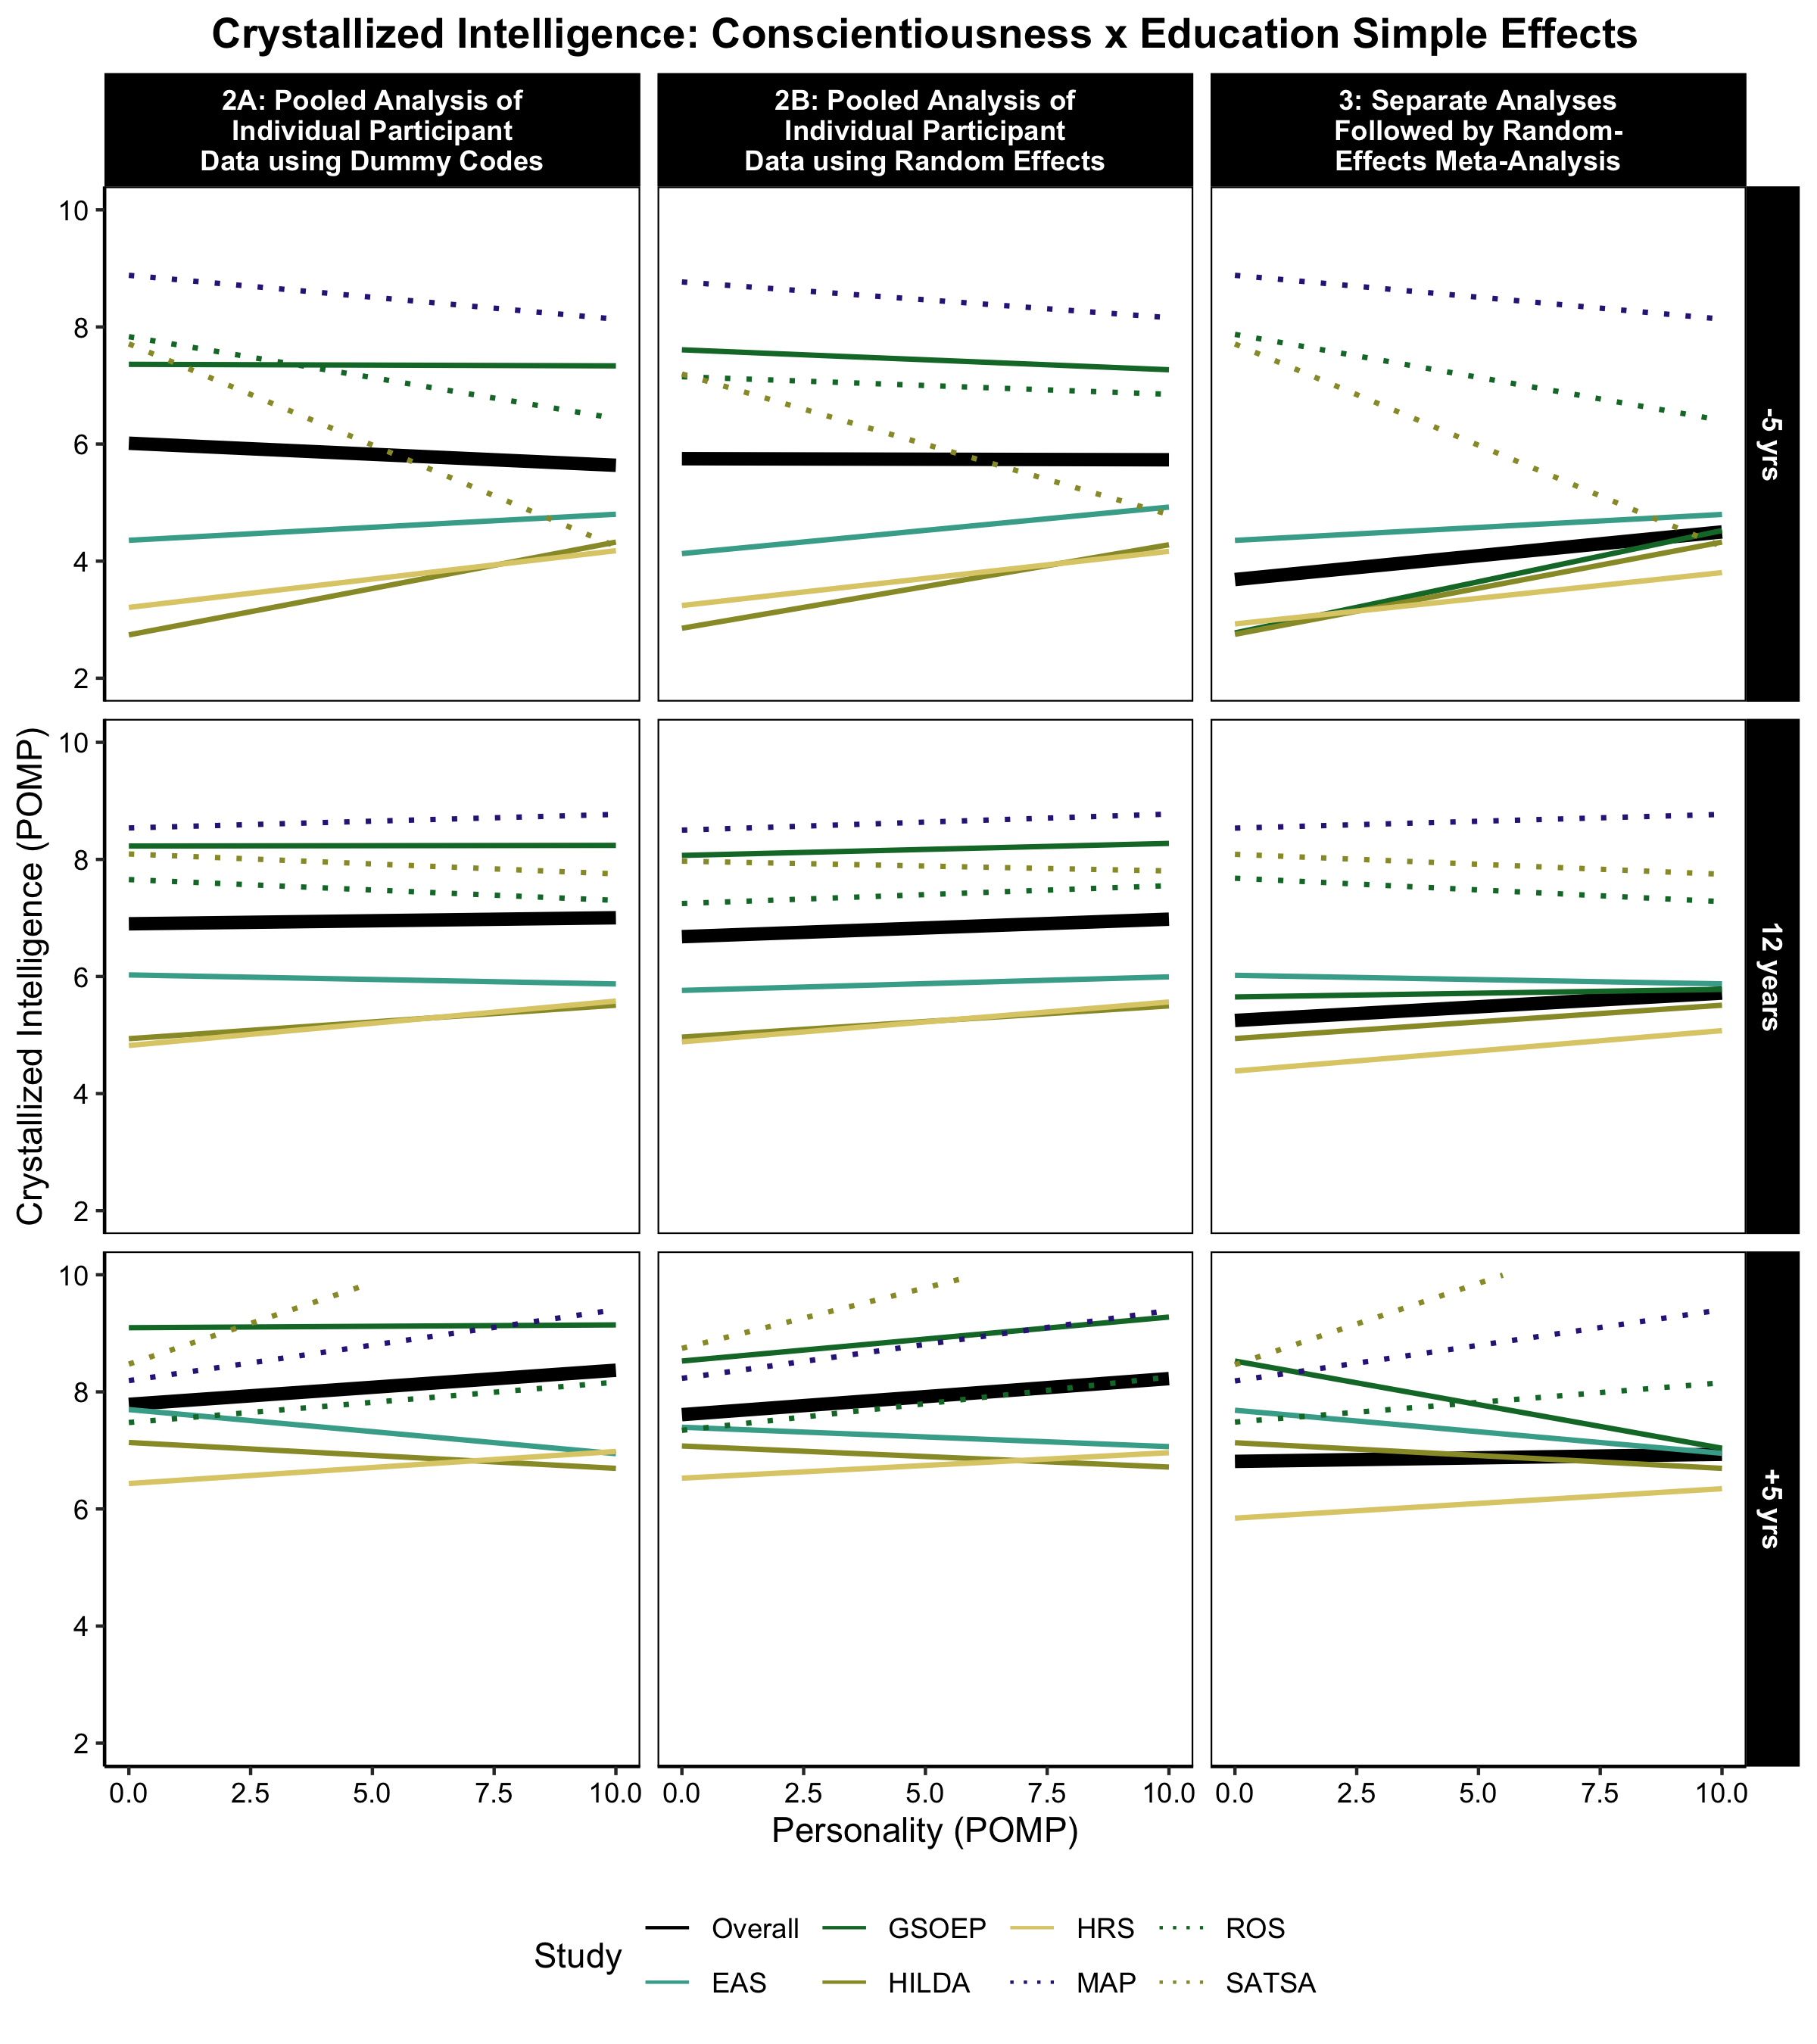 Crystallized Intelligence: Conscientiousness x Education Simple Effects
2A: Pooled Analysis of
Individual Participant
Data using Dummy Codes
2B: Pooled Analysis of
Individual Participant
Data using Random Effects
3: Separate Analyses
Followed by Random-
Effects Meta-Analysis
10
8
6
4
2
-5 yrs
10
8
6
4
2
12 years
10
8
6
4
2
+5 yrs
Crystallized Intelligence (POMP)
0.0 2.5 5.0 7.5 10.0
0.0 2.5 5.0 7.5 10.0
0.0 2.5 5.0 7.5 10.0
Personality (POMP)
Study
Overall GSOEP HRS ROS
EAS HILDA MAP SATSA